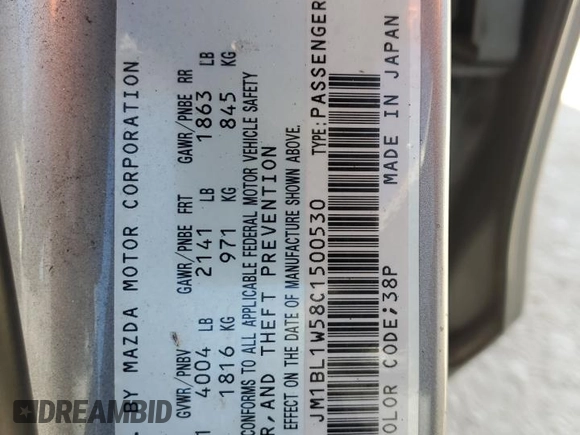 . BY MAZDA MOTOR CORPORATION
GVWR/PNBV GAWR/PNBE FRT GAWR/PNBE RR
1 4004 LB 2141 LB 1863 LB
1816 KG 971 KG 845 KG
CONFORMS TO ALL APPLICABLE FEDERAL MOTOR VEHICLE SAFETY
R, AND THEFT PREVENTION
EFFECT ON THE DATE OF MANUFACTURE SHOWN ABOVE.
JM1BL1W58C1500530 TYPE:PASSENGER
OLOR CODE;38P MADE IN JAPAN
DREAMBID